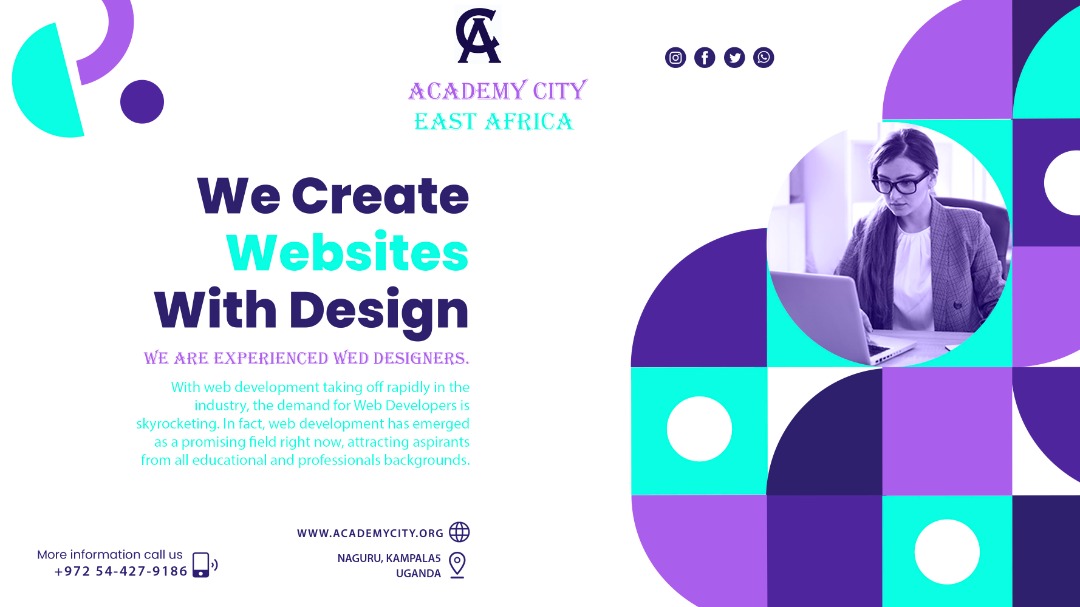 CA
ACADEMY CITY
EAST AFRICA
We Create
Websites
With Design
WE ARE EXPERIENCED WED DESIGNERS.
With web development taking off rapidly in the
industry, the demand for Web Developers is
skyrocketing. In fact, web development has emerged
as a promising field right now, attracting aspirants
from all educational and professionals backgrounds.
WWW.ACADEMYCITY.ORG
More information call us
+972 54-427-9186
NAGURU, KAMPALA5
UGANDA